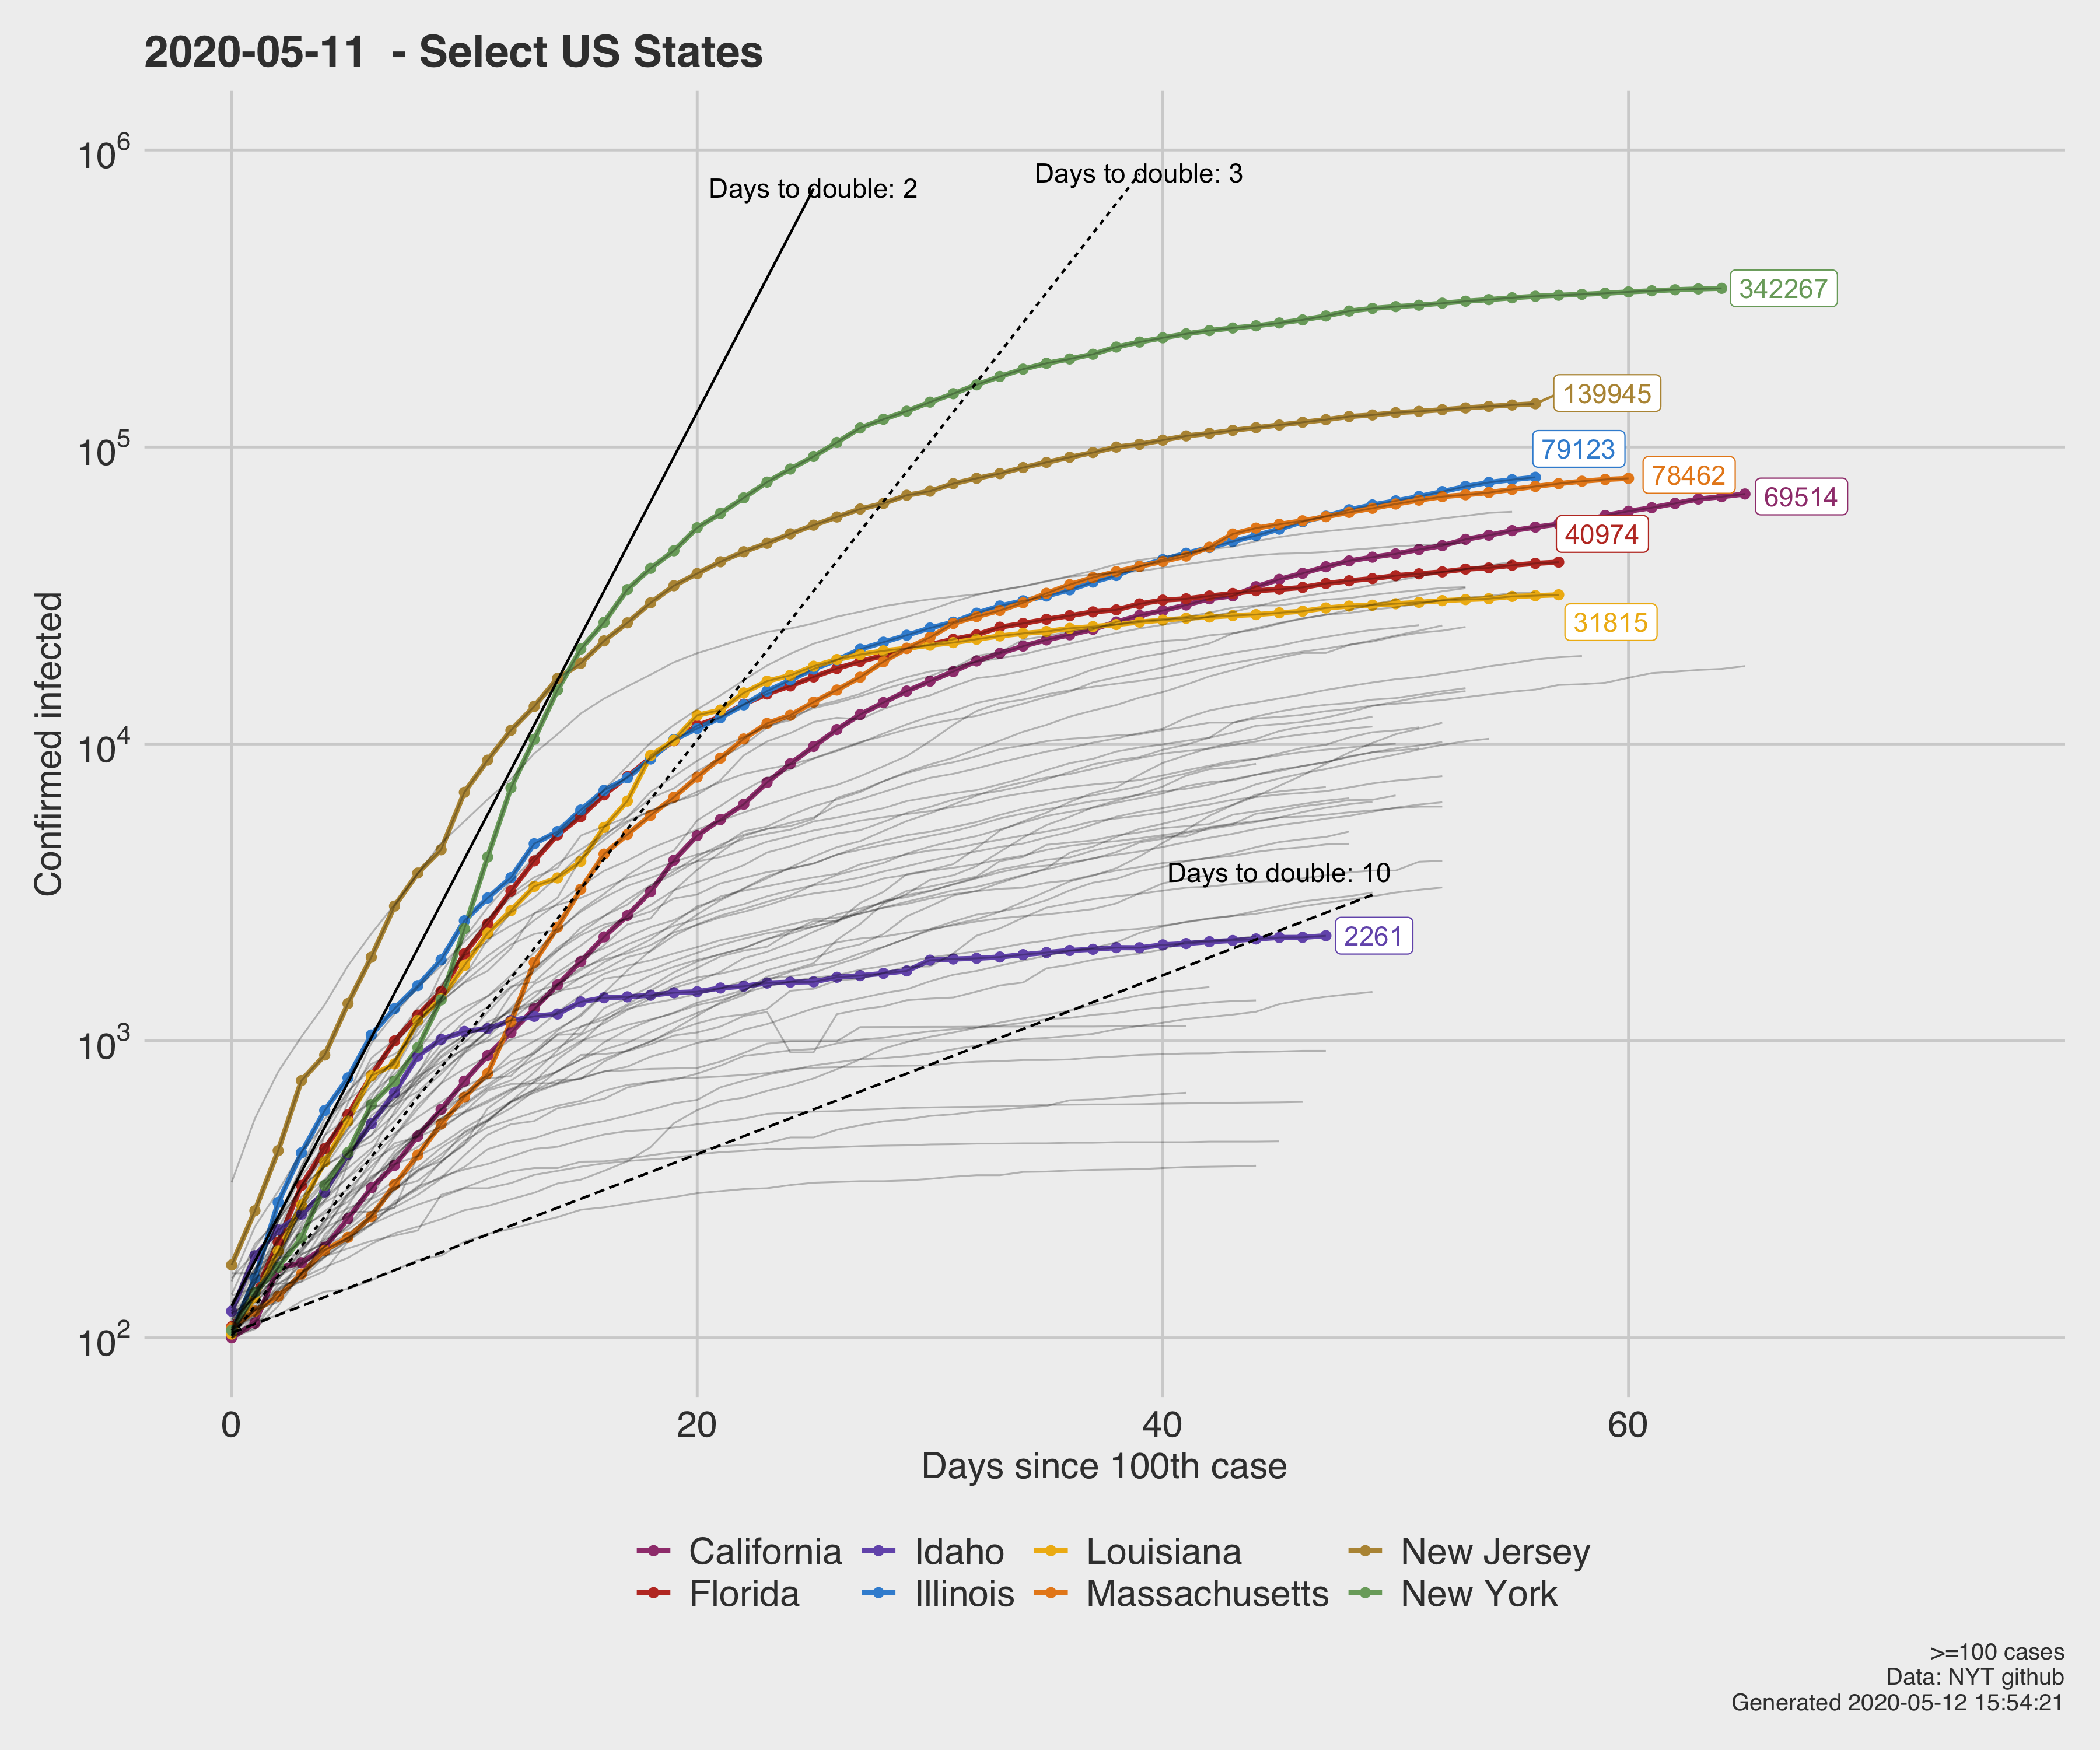 2020-05-11  - Select US States
10^6
10^5
10^4
10^3
10^2
Confirmed infected
Days to double: 2
Days to double: 3
Days to double: 10
342267
139945
79123
78462
69514
40974
31815
2261
0
20
40
60
Days since 100th case
California
Idaho
Louisiana
New Jersey
Florida
Illinois
Massachusetts
New York
>=100 cases
Data: NYT github
Generated 2020-05-12 15:54:21